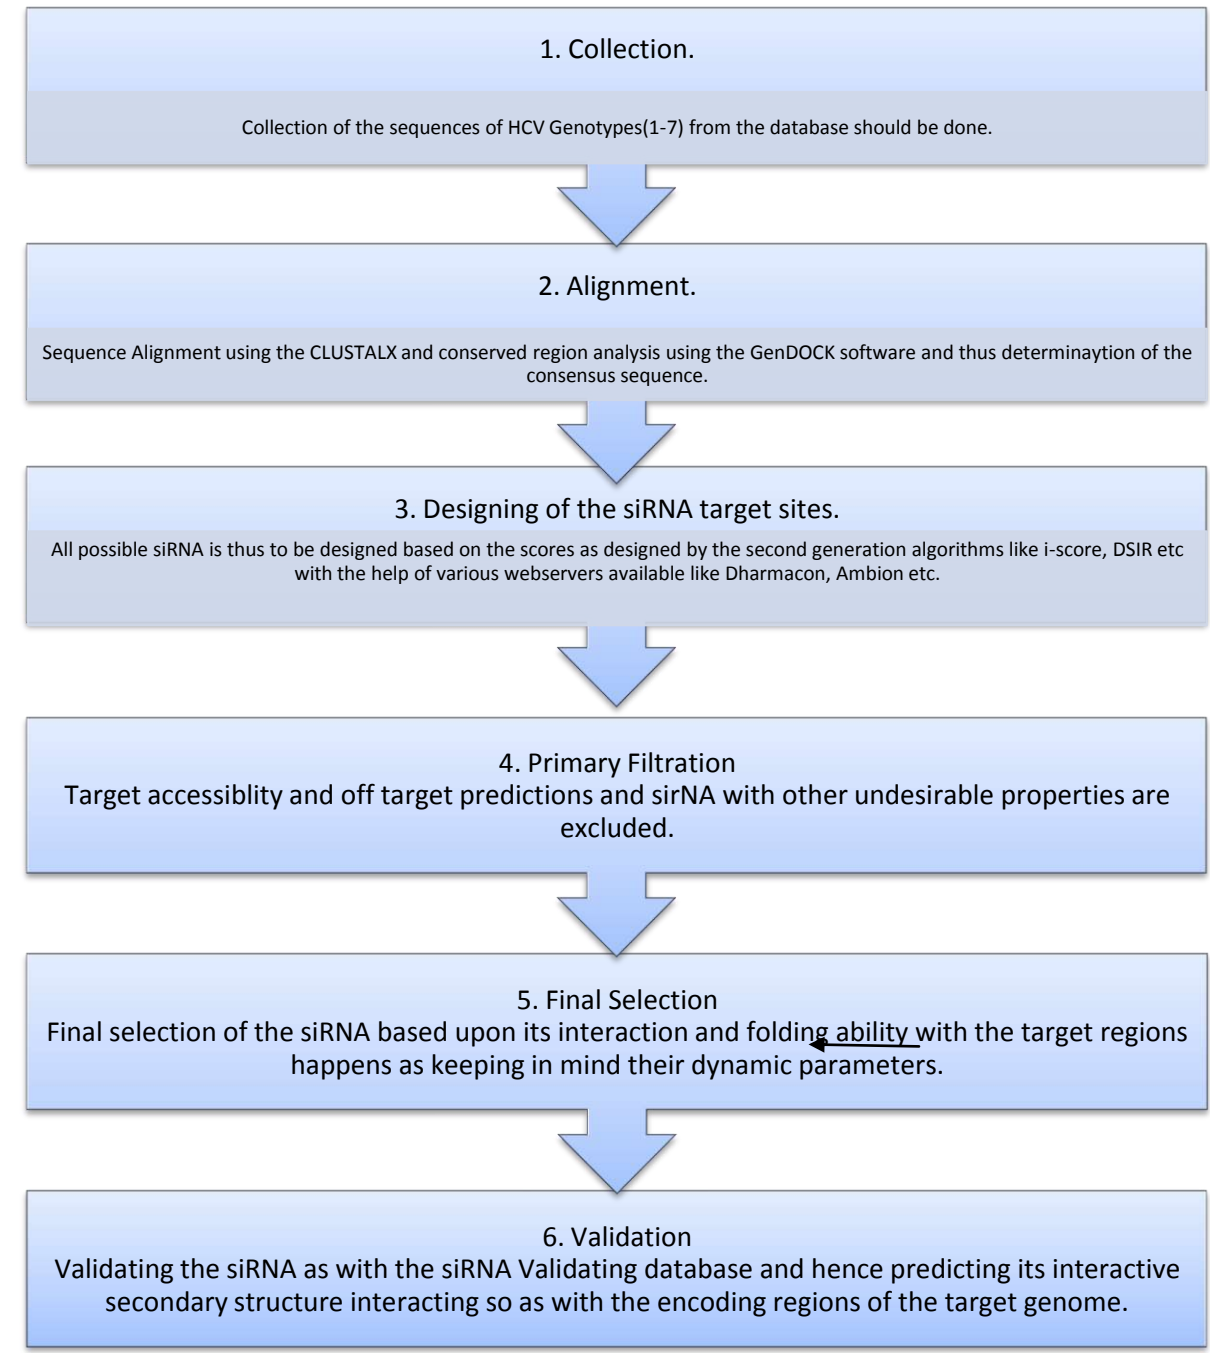 1. Collection.
Collection of the sequences of HCV Genotypes(1-7) from the database should be done.
2. Alignment.
Sequence Alignment using the CLUSTALX and conserved region analysis using the GenDOCK software and thus determinaytion of the
consensus sequence.
3. Designing of the siRNA target sites.
All possible siRNA is thus to be designed based on the scores as designed by the second generation algorithms like i-score, DSIR etc
with the help of various webservers available like Dharmacon, Ambion etc.
4. Primary Filtration
Target accessiblity and off target predictions and sirNA with other undesirable properties are
excluded.
5. Final Selection
Final selection of the siRNA based upon its interaction and folding ability with the target regions
happens as keeping in mind their dynamic parameters.
6. Validation
Validating the siRNA as with the siRNA Validating database and hence predicting its interactive
secondary structure interacting so as with the encoding regions of the target genome.